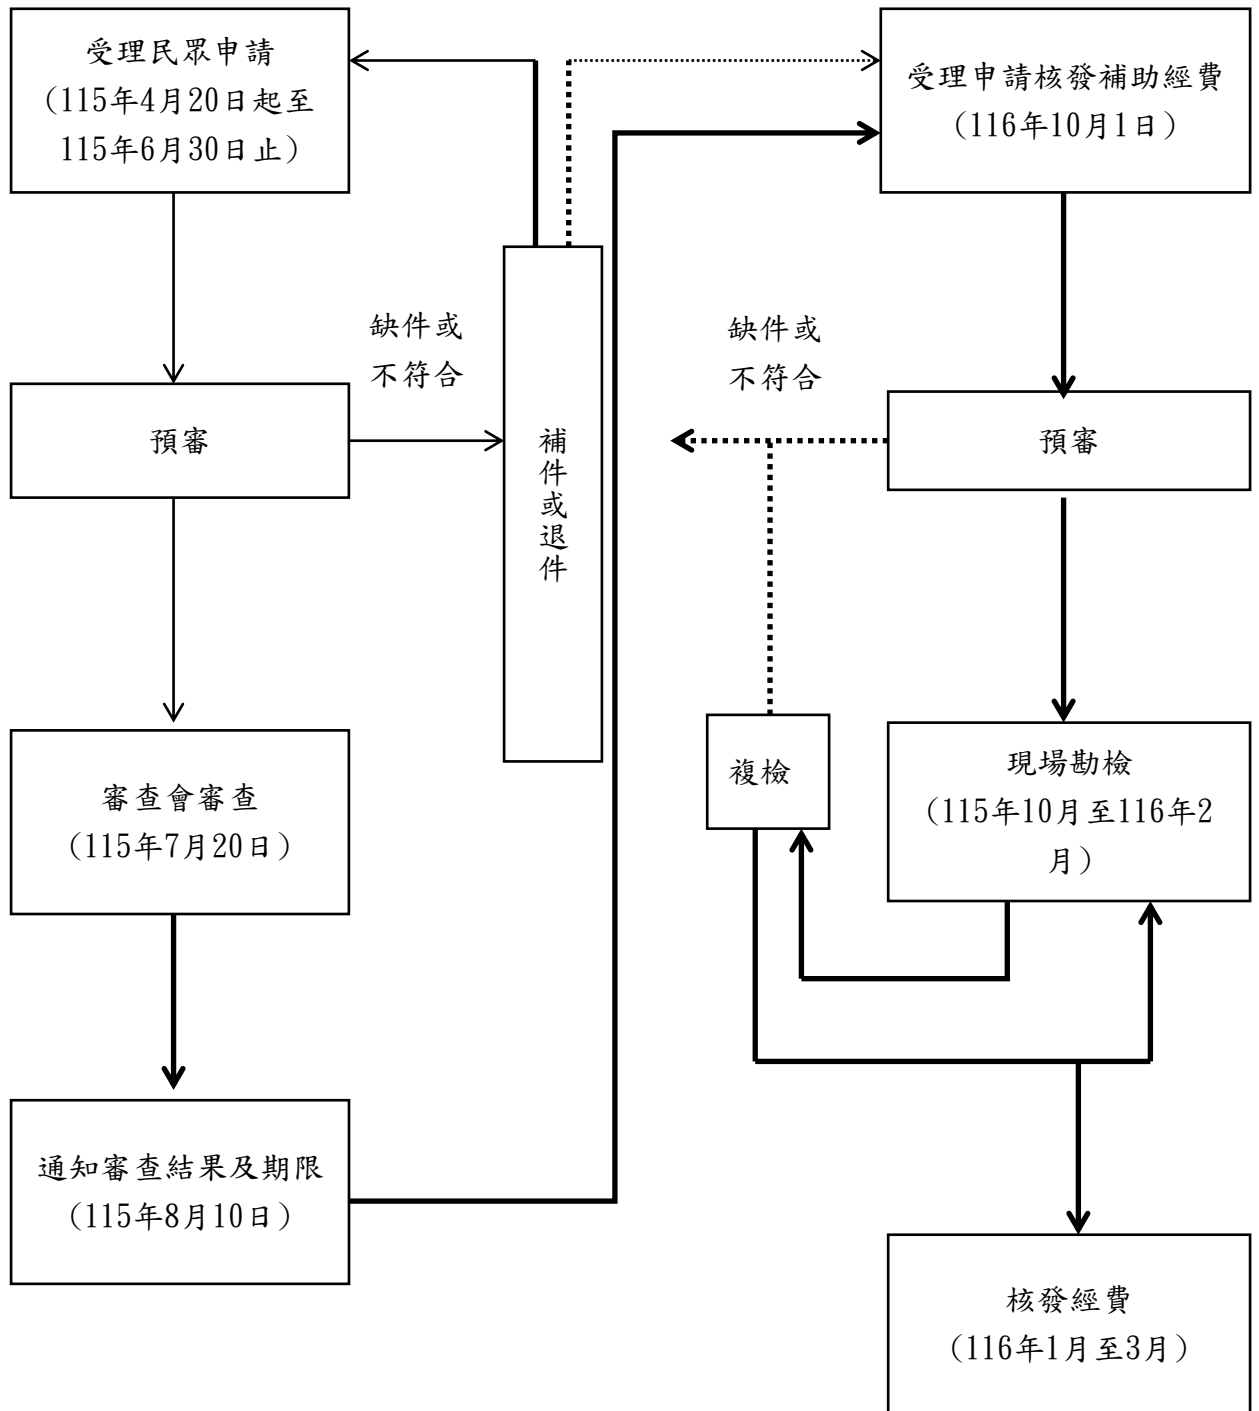 受理民眾申請
（115年4月20日起至
115年6月30日止）
缺件或
不符合
預審
補件或退件
審查會審查
（115年7月20日）
通知審查結果及期限
（115年8月10日）
受理申請核發補助經費
（116年10月1日）
缺件或
不符合
預審
複檢
現場勘檢
（115年10月至116年2
月）
核發經費
（116年1月至3月）